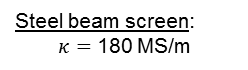 Steel beam screen:
κ = 180 MS/m